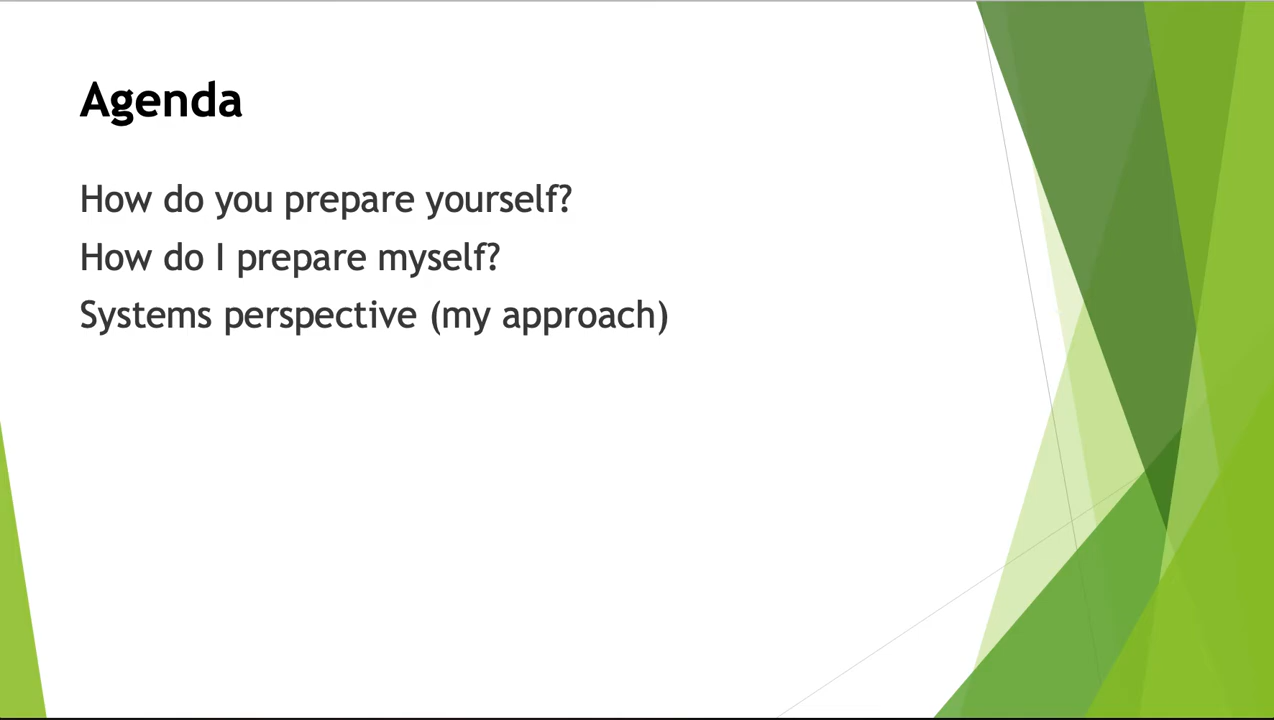 Agenda
How do you prepare yourself?
How do I prepare myself?
Systems perspective (my approach)